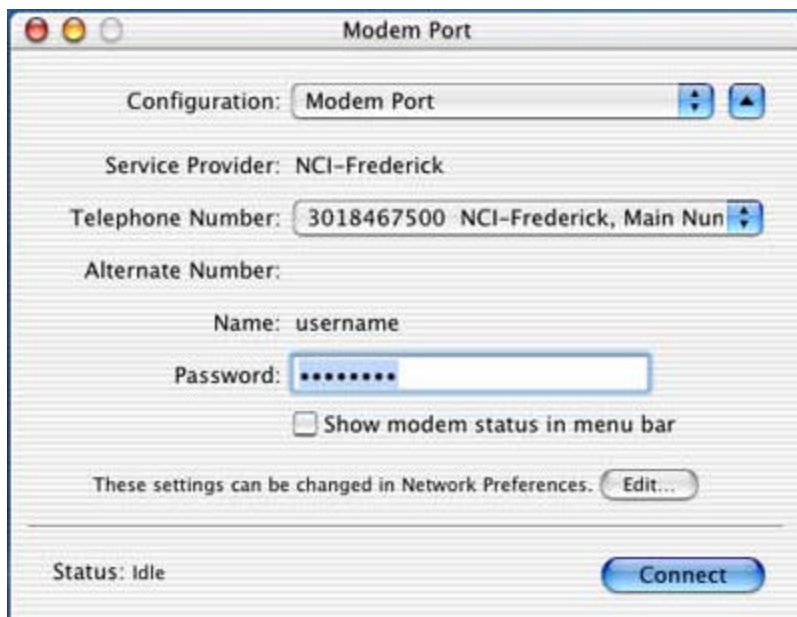 Modem Port
Configuration: Modem Port
Service Provider: NCI-Frederick
Telephone Number: 3018467500 NCI-Frederick, Main Nun
Alternate Number:
Name: username
Password: ••••••••
Show modem status in menu bar
These settings can be changed in Network Preferences. Edit...
Status: Idle Connect